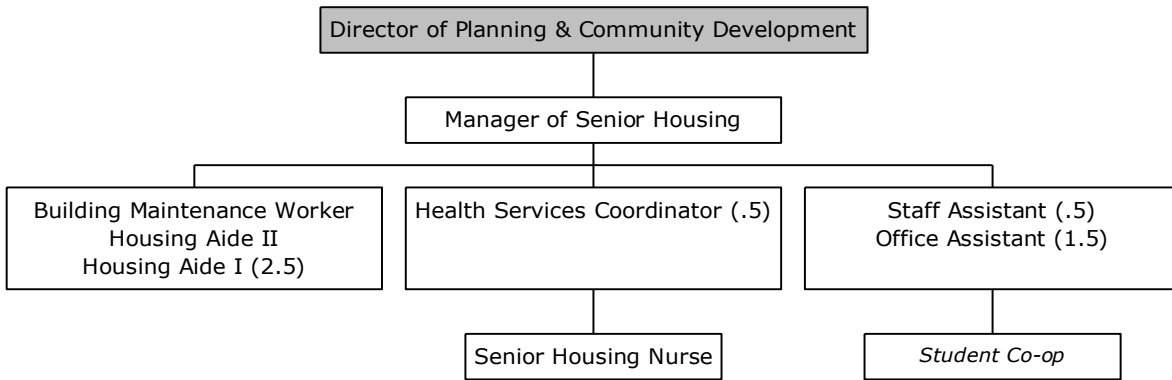 Director of Planning & Community Development
Manager of Senior Housing
Building Maintenance Worker
Housing Aide II
Housing Aide I (2.5)
Health Services Coordinator (.5)
Staff Assistant (.5)
Office Assistant (1.5)
Senior Housing Nurse
Student Co-op